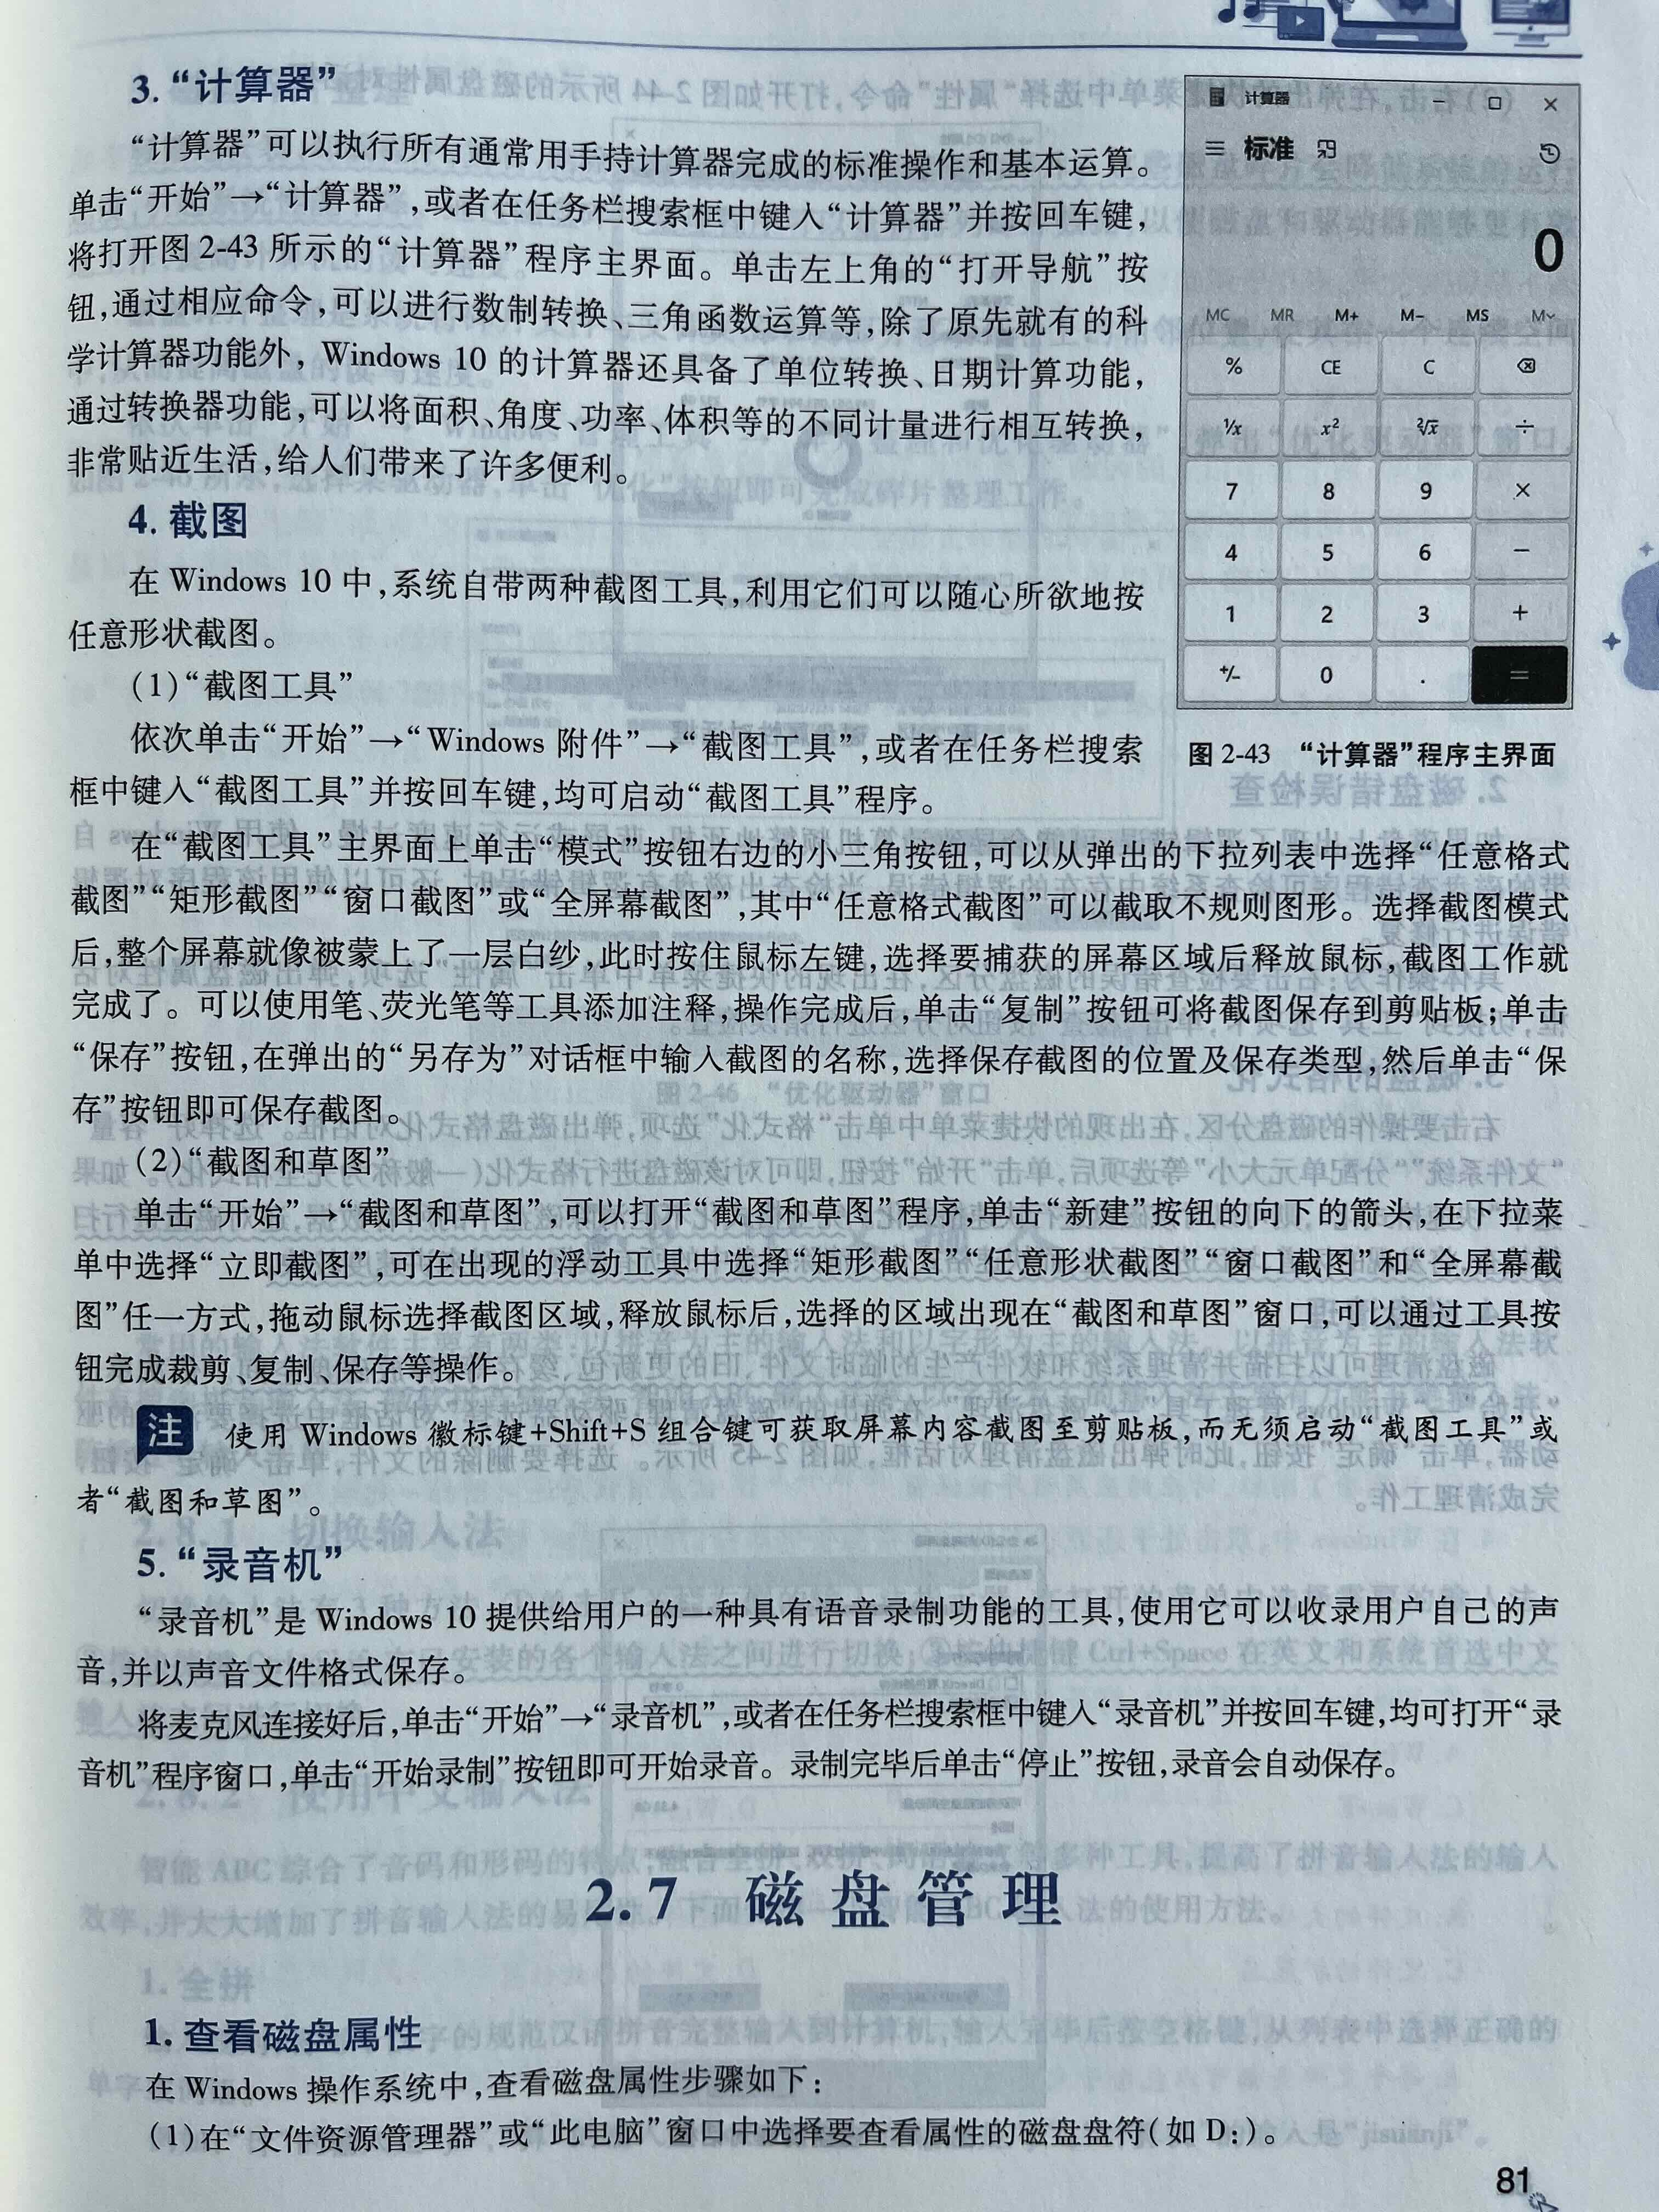 3. “计算器”
“计算器”可以执行所有通常用手持计算器完成的标准操作和基本运算。
单击“开始”→“计算器”,或者在任务栏搜索框中键入“计算器”并按回车键,
将打开图 2-43 所示的“计算器”程序主界面。单击左上角的“打开导航”按
钮,通过相应命令,可以进行数制转换、三角函数运算等,除了原先就有的科
学计算器功能外, Windows 10 的计算器还具备了单位转换、日期计算功能,
通过转换器功能,可以将面积、角度、功率、体积等的不同计量进行相互转换,
非常贴近生活,给人们带来了许多便利。
计算器
标准
0
MC MR M+ M- MS M˅
% CE C ⌫
¹/x x² ²√x ÷
7 8 9 ×
4 5 6 −
1 2 3 +
+/- 0 . =
图 2-43 “计算器”程序主界面
4. 截图
在 Windows 10 中,系统自带两种截图工具,利用它们可以随心所欲地按
任意形状截图。
(1)“截图工具”
依次单击“开始”→“Windows 附件”→“截图工具”,或者在任务栏搜索
框中键入“截图工具”并按回车键,均可启动“截图工具”程序。
在“截图工具”主界面上单击“模式”按钮右边的小三角按钮,可以从弹出的下拉列表中选择“任意格式
截图”“矩形截图”“窗口截图”或“全屏幕截图”,其中“任意格式截图”可以截取不规则图形。选择截图模式
后,整个屏幕就像被蒙上了一层白纱,此时按住鼠标左键,选择要捕获的屏幕区域后释放鼠标,截图工作就
完成了。可以使用笔、荧光笔等工具添加注释,操作完成后,单击“复制”按钮可将截图保存到剪贴板;单击
“保存”按钮,在弹出的“另存为”对话框中输入截图的名称,选择保存截图的位置及保存类型,然后单击“保
存”按钮即可保存截图。
(2)“截图和草图”
单击“开始”→“截图和草图”,可以打开“截图和草图”程序,单击“新建”按钮的向下的箭头,在下拉菜
单中选择“立即截图”,可在出现的浮动工具中选择“矩形截图”“任意形状截图”“窗口截图”和“全屏幕截
图”任一方式,拖动鼠标选择截图区域,释放鼠标后,选择的区域出现在“截图和草图”窗口,可以通过工具按
钮完成裁剪、复制、保存等操作。
注 使用 Windows 徽标键+Shift+S 组合键可获取屏幕内容截图至剪贴板,而无须启动“截图工具”或
者“截图和草图”。
5. “录音机”
“录音机”是 Windows 10 提供给用户的一种具有语音录制功能的工具,使用它可以收录用户自己的声
音,并以声音文件格式保存。
将麦克风连接好后,单击“开始”→“录音机”,或者在任务栏搜索框中键入“录音机”并按回车键,均可打开“录
音机”程序窗口,单击“开始录制”按钮即可开始录音。录制完毕后单击“停止”按钮,录音会自动保存。
2.7 磁盘管理
1. 查看磁盘属性
在 Windows 操作系统中,查看磁盘属性步骤如下:
(1)在“文件资源管理器”或“此电脑”窗口中选择要查看属性的磁盘盘符(如 D:)。
81